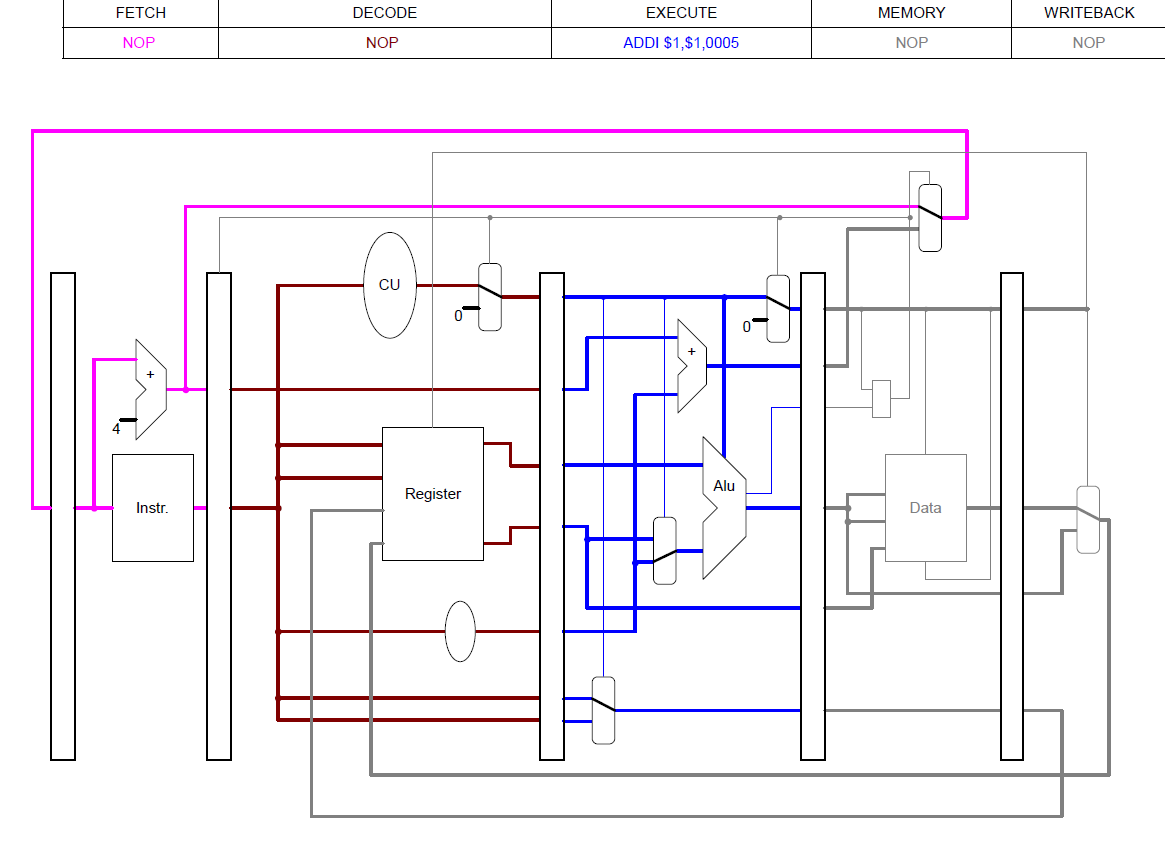 FETCH DECODE EXECUTE MEMORY WRITEBACK
NOP NOP ADDI $1,$1,0005 NOP NOP
CU
0
0
+
+
4
Alu
Register
Instr.
Data